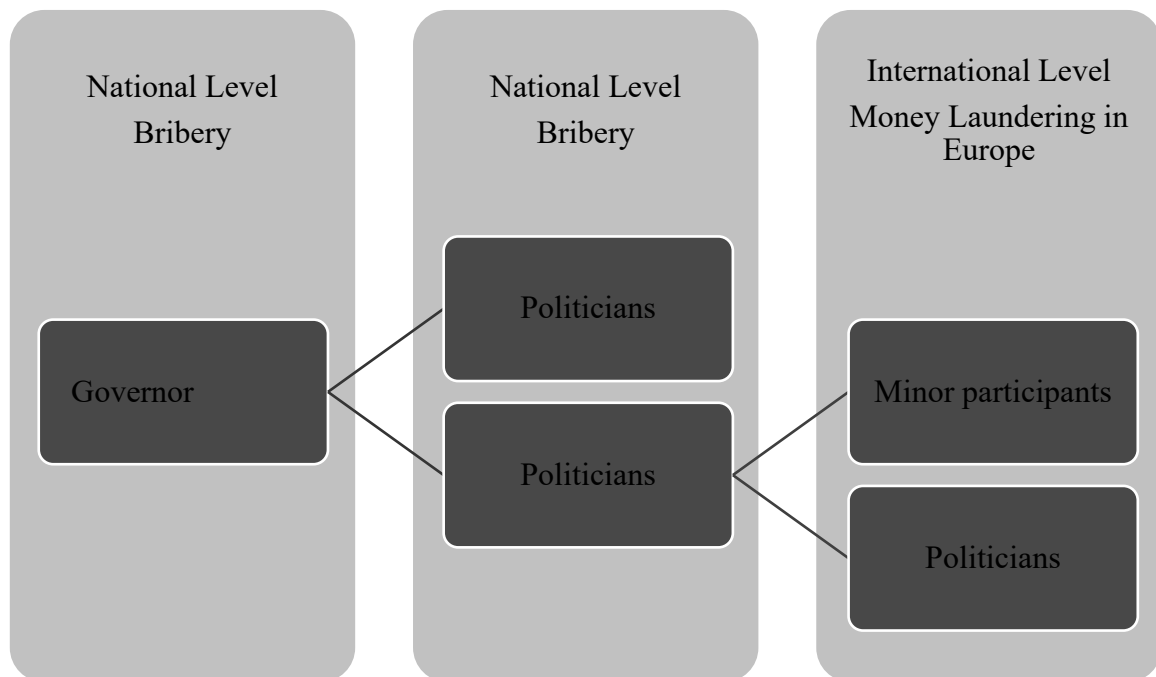 National Level
Bribery
Governor
National Level
Bribery
Politicians
Politicians
International Level
Money Laundering in
Europe
Minor participants
Politicians